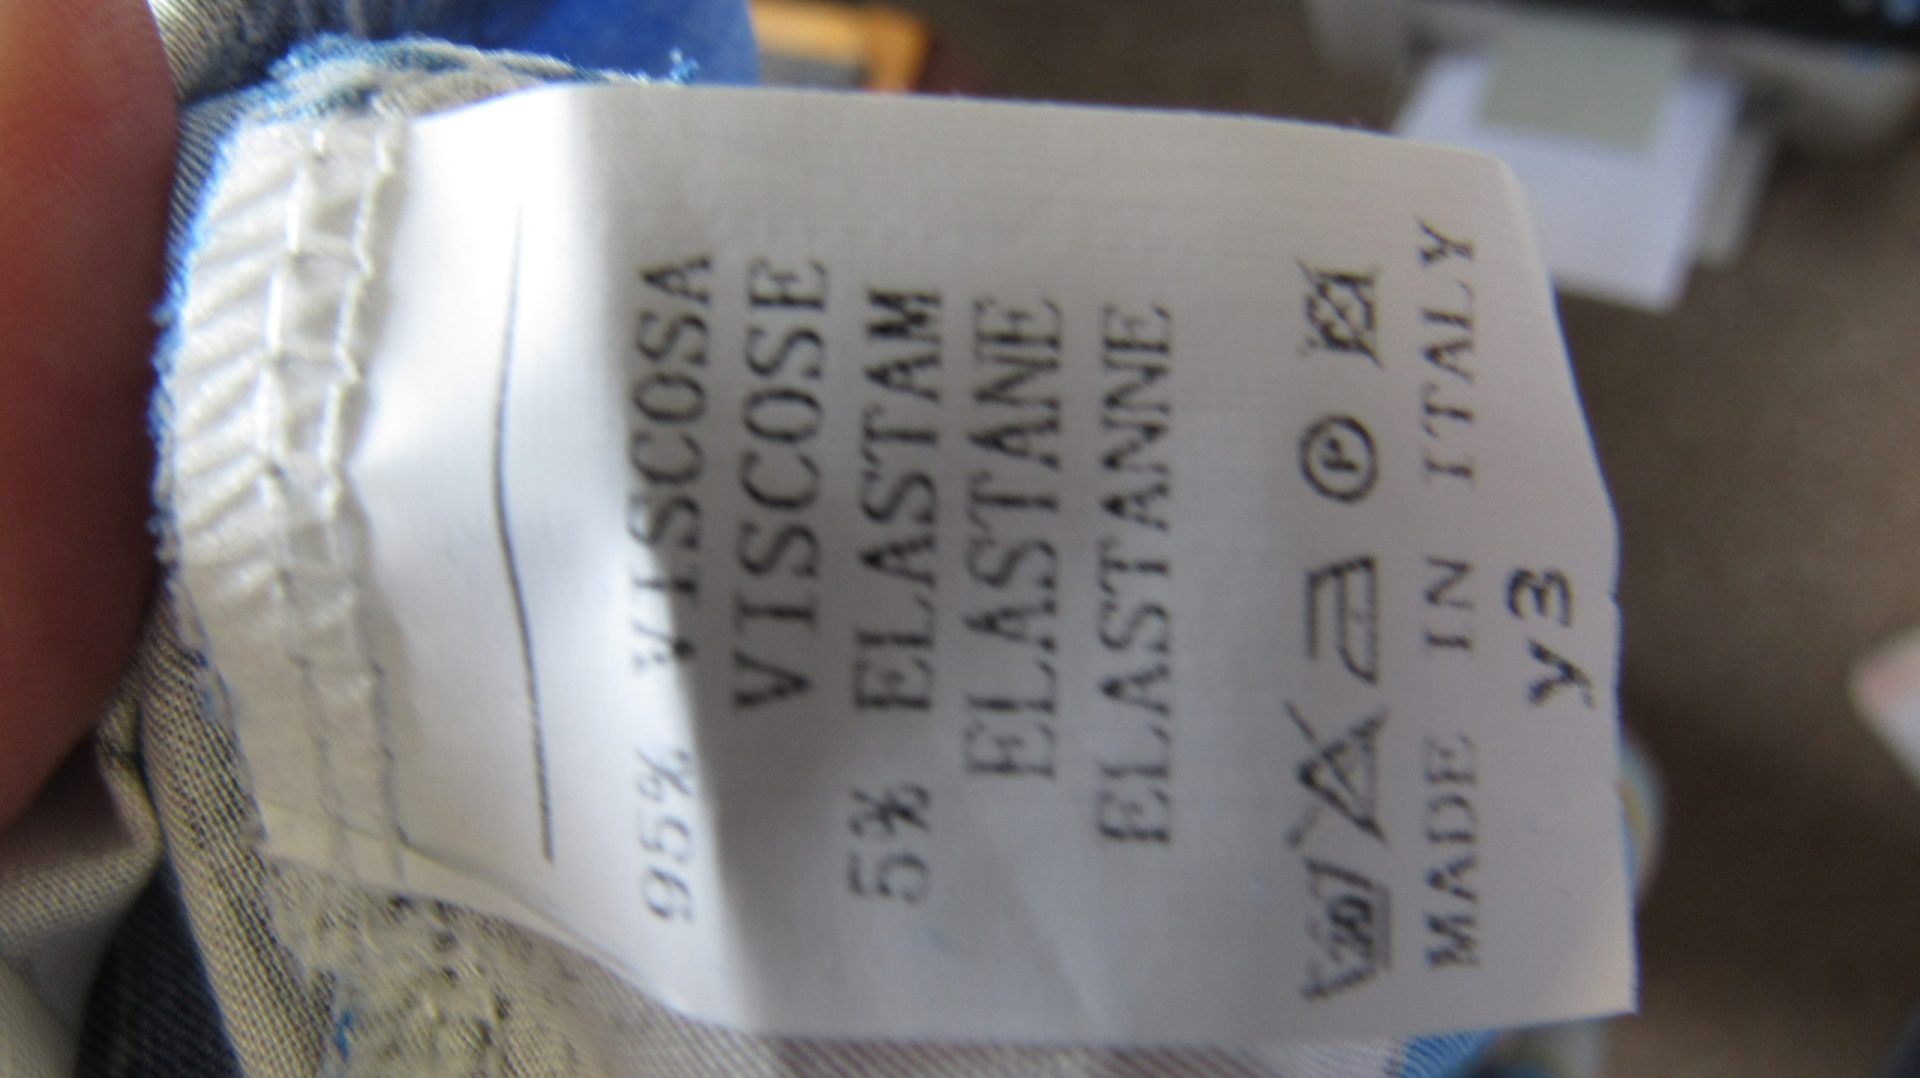 95% VISCOSA
VISCOSE
5% ELASTAM
ELASTANE
ELASTANNE
P
MADE IN ITALY
y3